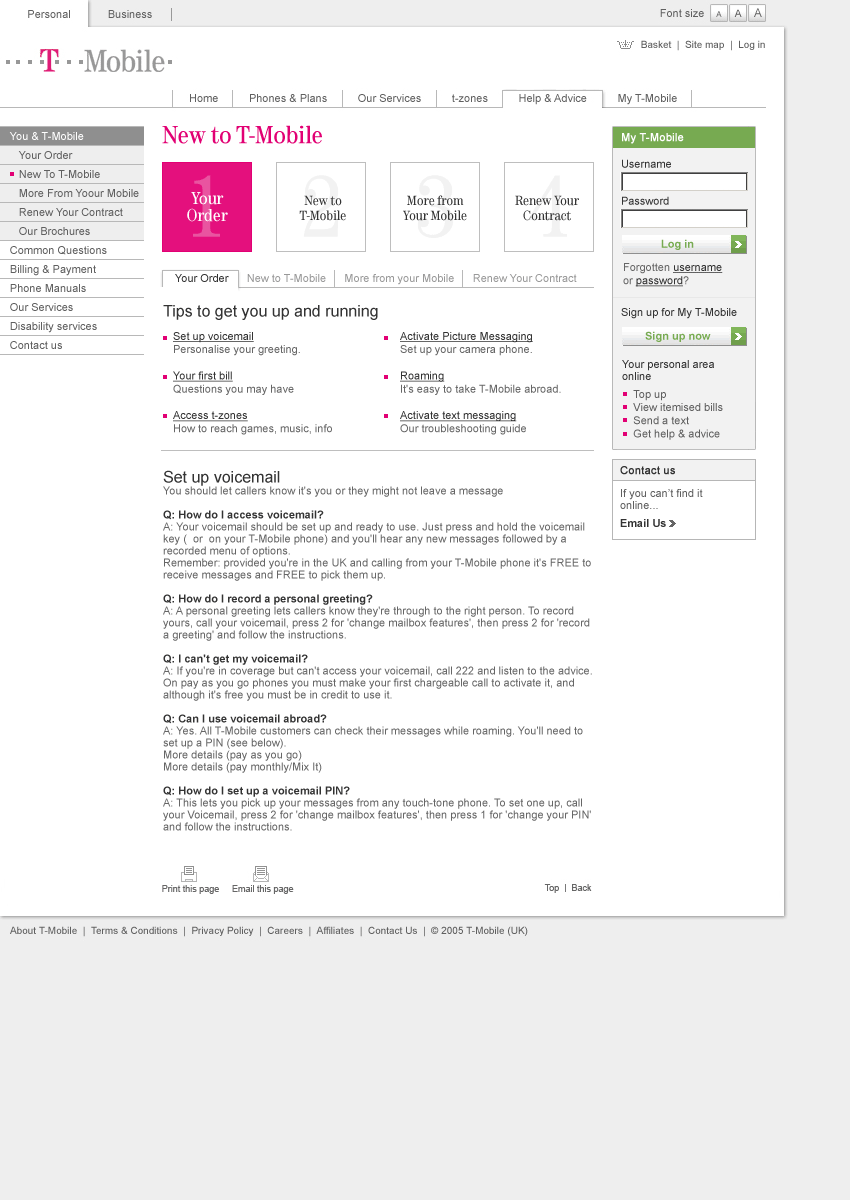 Personal
Business
Font size A A A
Basket | Site map | Log in
T Mobile
Home
Phones & Plans
Our Services
t-zones
Help & Advice
My T-Mobile
You & T-Mobile
Your Order
New To T-Mobile
More From Yoour Mobile
Renew Your Contract
Our Brochures
Common Questions
Billing & Payment
Phone Manuals
Our Services
Disability services
Contact us
New to T-Mobile
1
Your
Order
2
New to
T-Mobile
3
More from
Your Mobile
4
Renew Your
Contract
Your Order
New to T-Mobile
More from your Mobile
Renew Your Contract
Tips to get you up and running
Set up voicemail
Personalise your greeting.
Activate Picture Messaging
Set up your camera phone.
Your first bill
Questions you may have
Roaming
It's easy to take T-Mobile abroad.
Access t-zones
How to reach games, music, info
Activate text messaging
Our troubleshooting guide
Set up voicemail
You should let callers know it's you or they might not leave a message
Q: How do I access voicemail?
A: Your voicemail should be set up and ready to use. Just press and hold the voicemail
key ( or on your T-Mobile phone) and you'll hear any new messages followed by a
recorded menu of options.
Remember: provided you're in the UK and calling from your T-Mobile phone it's FREE to
receive messages and FREE to pick them up.
Q: How do I record a personal greeting?
A: A personal greeting lets callers know they're through to the right person. To record
yours, call your voicemail, press 2 for 'change mailbox features', then press 2 for 'record
a greeting' and follow the instructions.
Q: I can't get my voicemail?
A: If you're in coverage but can't access your voicemail, call 222 and listen to the advice.
On pay as you go phones you must make your first chargeable call to activate it, and
although it's free you must be in credit to use it.
Q: Can I use voicemail abroad?
A: Yes. All T-Mobile customers can check their messages while roaming. You'll need to
set up a PIN (see below).
More details (pay as you go)
More details (pay monthly/Mix It)
Q: How do I set up a voicemail PIN?
A: This lets you pick up your messages from any touch-tone phone. To set one up, call
your Voicemail, press 2 for 'change mailbox features', then press 1 for 'change your PIN'
and follow the instructions.
Print this page
Email this page
Top | Back
My T-Mobile
Username
Password
Log in
Forgotten username
or password?
Sign up for My T-Mobile
Sign up now
Your personal area
online
Top up
View itemised bills
Send a text
Get help & advice
Contact us
If you can't find it
online...
Email Us
About T-Mobile | Terms & Conditions | Privacy Policy | Careers | Affiliates | Contact Us | © 2005 T-Mobile (UK)